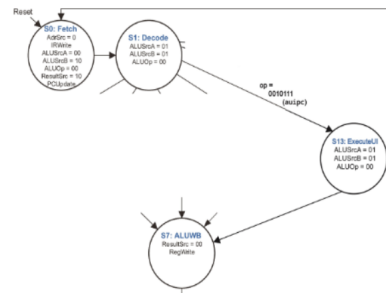 Reset
S0: Fetch
AdrSrc = 0
IRWrite
ALUSrcA = 00
ALUSrcB = 10
ALUOp = 00
ResultSrc = 10
PCUpdate
S1: Decode
ALUSrcA = 01
ALUSrcB = 01
ALUOp = 00
op =
0010111
(auipc)
S13: ExecuteUI
ALUSrcA = 01
ALUSrcB = 01
ALUOp = 00
S7: ALUWB
ResultSrc = 00
RegWrite